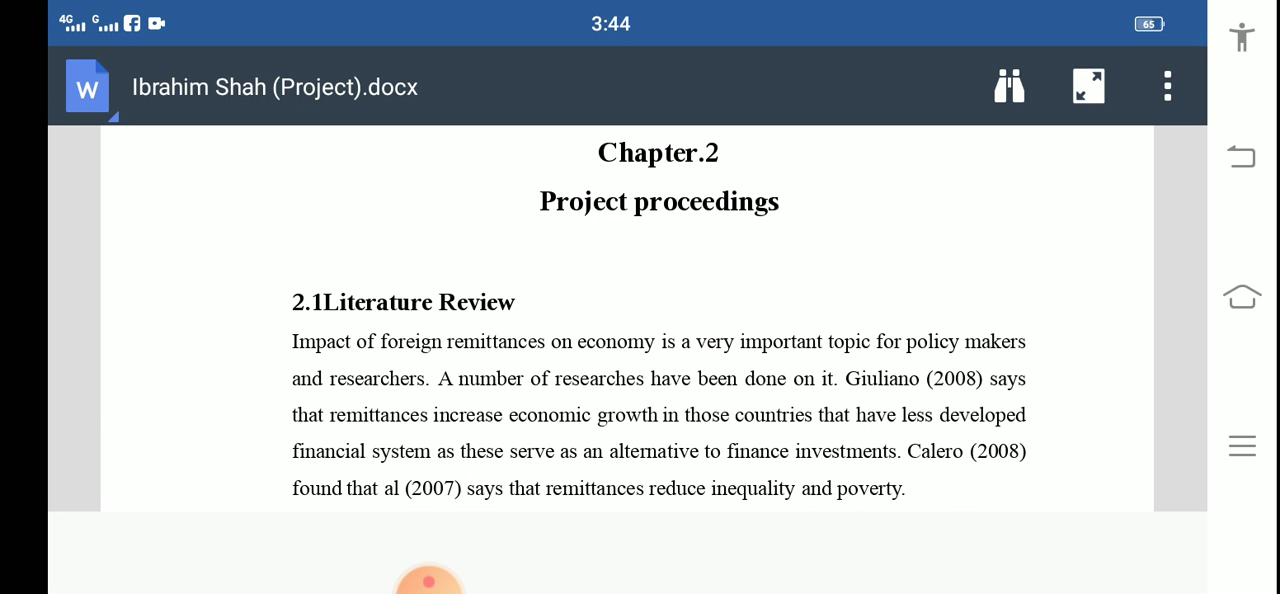 4G G 3:44 65
W Ibrahim Shah (Project).docx
Chapter.2
Project proceedings
2.1Literature Review
Impact of foreign remittances on economy is a very important topic for policy makers
and researchers. A number of researches have been done on it. Giuliano (2008) says
that remittances increase economic growth in those countries that have less developed
financial system as these serve as an alternative to finance investments. Calero (2008)
found that al (2007) says that remittances reduce inequality and poverty.